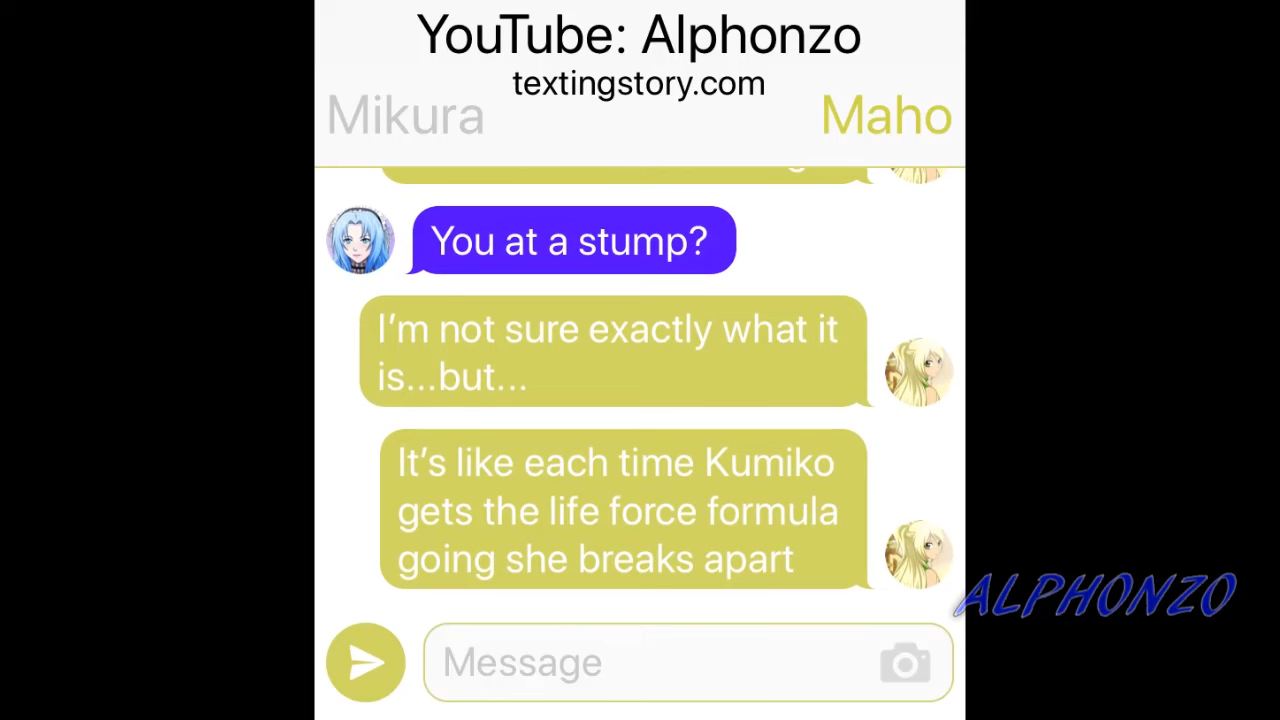 YouTube: Alphonzo
textingstory.com
Mikura
Maho
You at a stump?
I’m not sure exactly what it
is...but...
It’s like each time Kumiko
gets the life force formula
going she breaks apart
ALPHONZO
Message